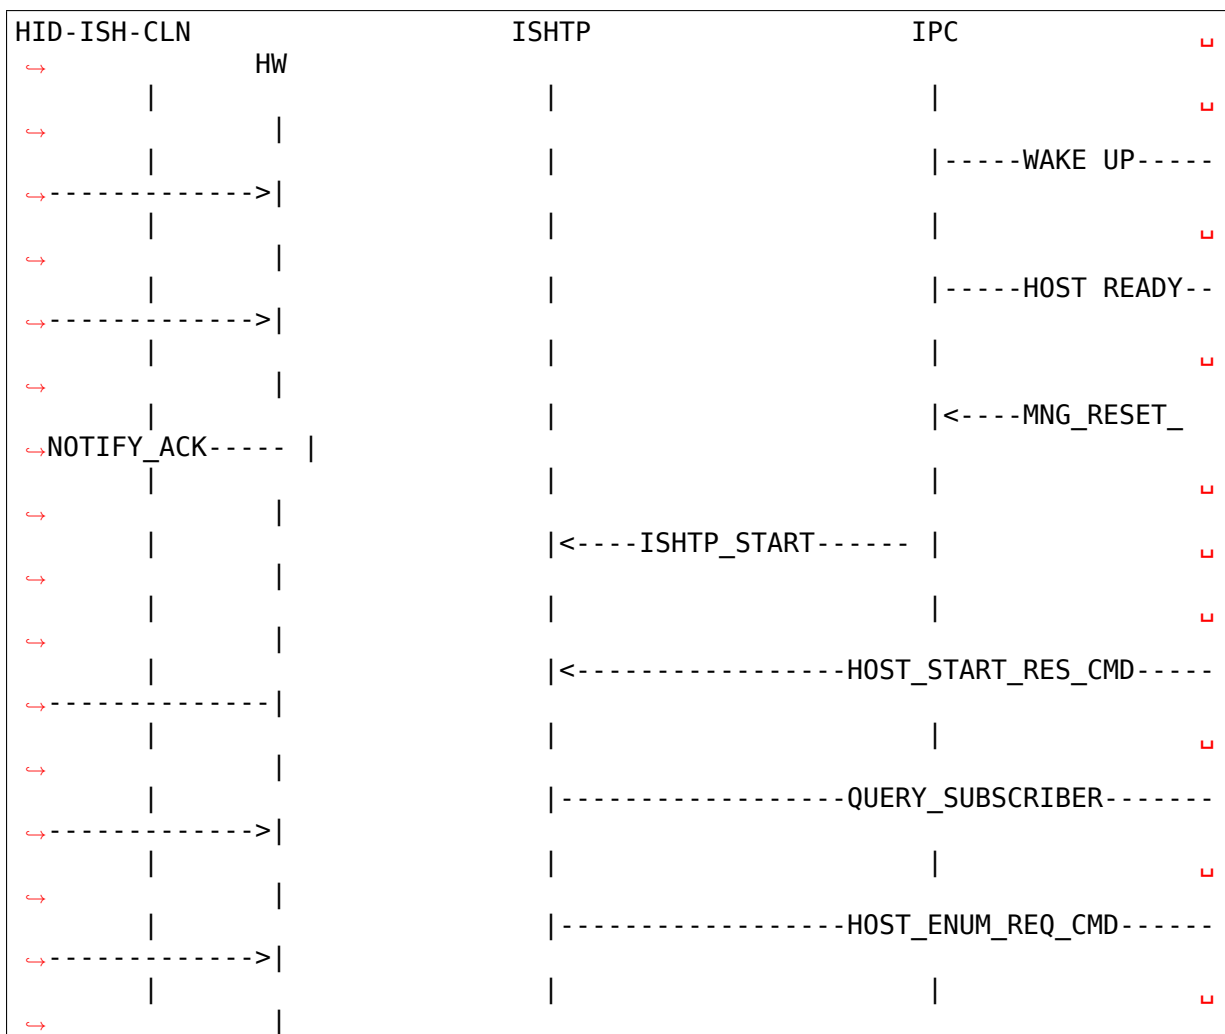 HID-ISH-CLN                    ISHTP                    IPC                 ␣
↪               HW
        |                        |                       |                 ␣
↪               |
        |                        |                       |-----WAKE UP-----
↪------------->|
        |                        |                       |                 ␣
↪               |
        |                        |                       |-----HOST READY--
↪------------->|
        |                        |                       |                 ␣
↪               |
        |                        |                       |<----MNG_RESET_
↪NOTIFY_ACK----- |
        |                        |                       |                 ␣
↪               |
        |                        |<----ISHTP_START------ |                 ␣
↪               |
        |                        |                       |                 ␣
↪               |
        |                        |<-----------------HOST_START_RES_CMD-----
↪--------------|
        |                        |                       |                 ␣
↪               |
        |                        |------------------QUERY_SUBSCRIBER-------
↪------------->|
        |                        |                       |                 ␣
↪               |
        |                        |------------------HOST_ENUM_REQ_CMD------
↪------------->|
        |                        |                       |                 ␣
↪               |